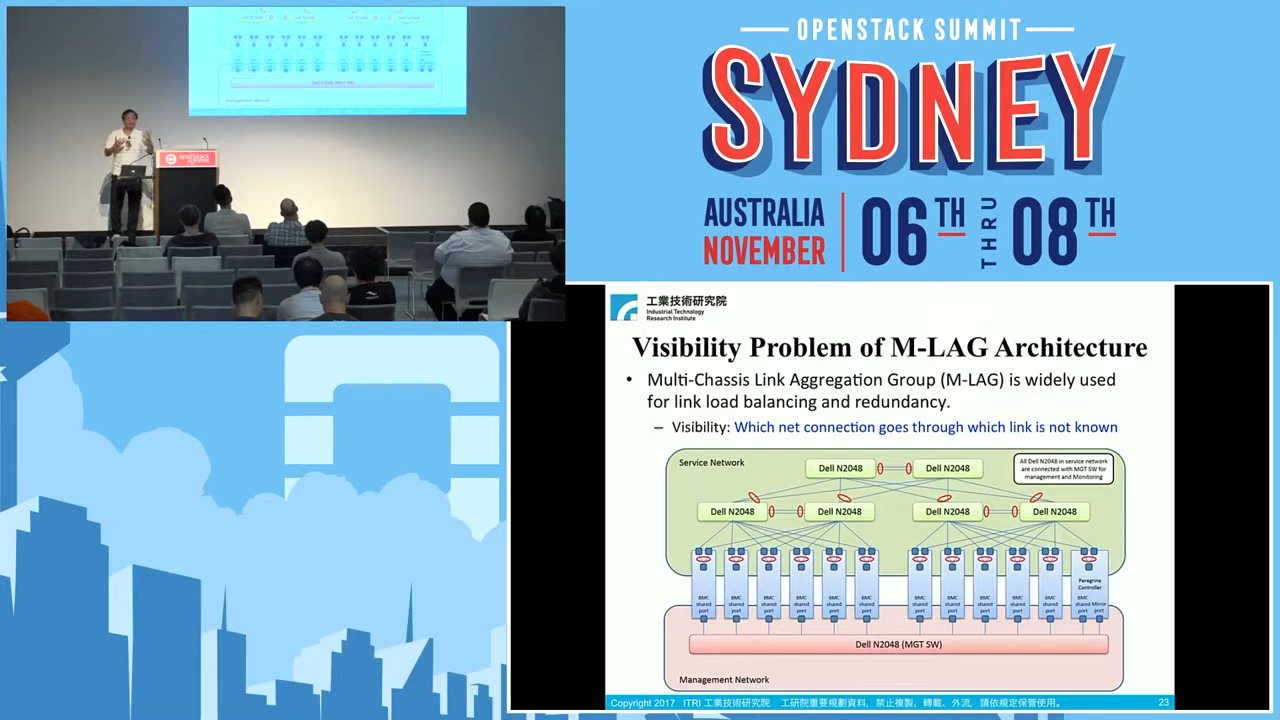 OPENSTACK SUMMIT
SYDNEY
AUSTRALIA
NOVEMBER
06TH
THRU
08TH
openstack
工業技術研究院
Industrial Technology
Research Institute
Visibility Problem of M-LAG Architecture
• Multi-Chassis Link Aggregation Group (M-LAG) is widely used
for link load balancing and redundancy.
– Visibility: Which net connection goes through which link is not known
Service Network
Dell N2048
Dell N2048
All Dell N2048 in service network
are connected with MGT SW for
management and Monitoring
Dell N2048
Dell N2048
Dell N2048
Dell N2048
Peregrine
Controller
BMC
shared
port
BMC
shared
port
BMC
shared
port
BMC
shared
port
BMC
shared
port
BMC
shared
port
BMC
shared
port
BMC
shared
port
BMC
shared
port
BMC
shared
port
BMC
shared
port
BMC
shared
port
Mirror
port
Dell N2048 (MGT SW)
Management Network
Copyright 2017 ITRI 工業技術研究院 工研院重要規劃資料, 禁止複製、轉載、外流, 請依規定保管使用。
23